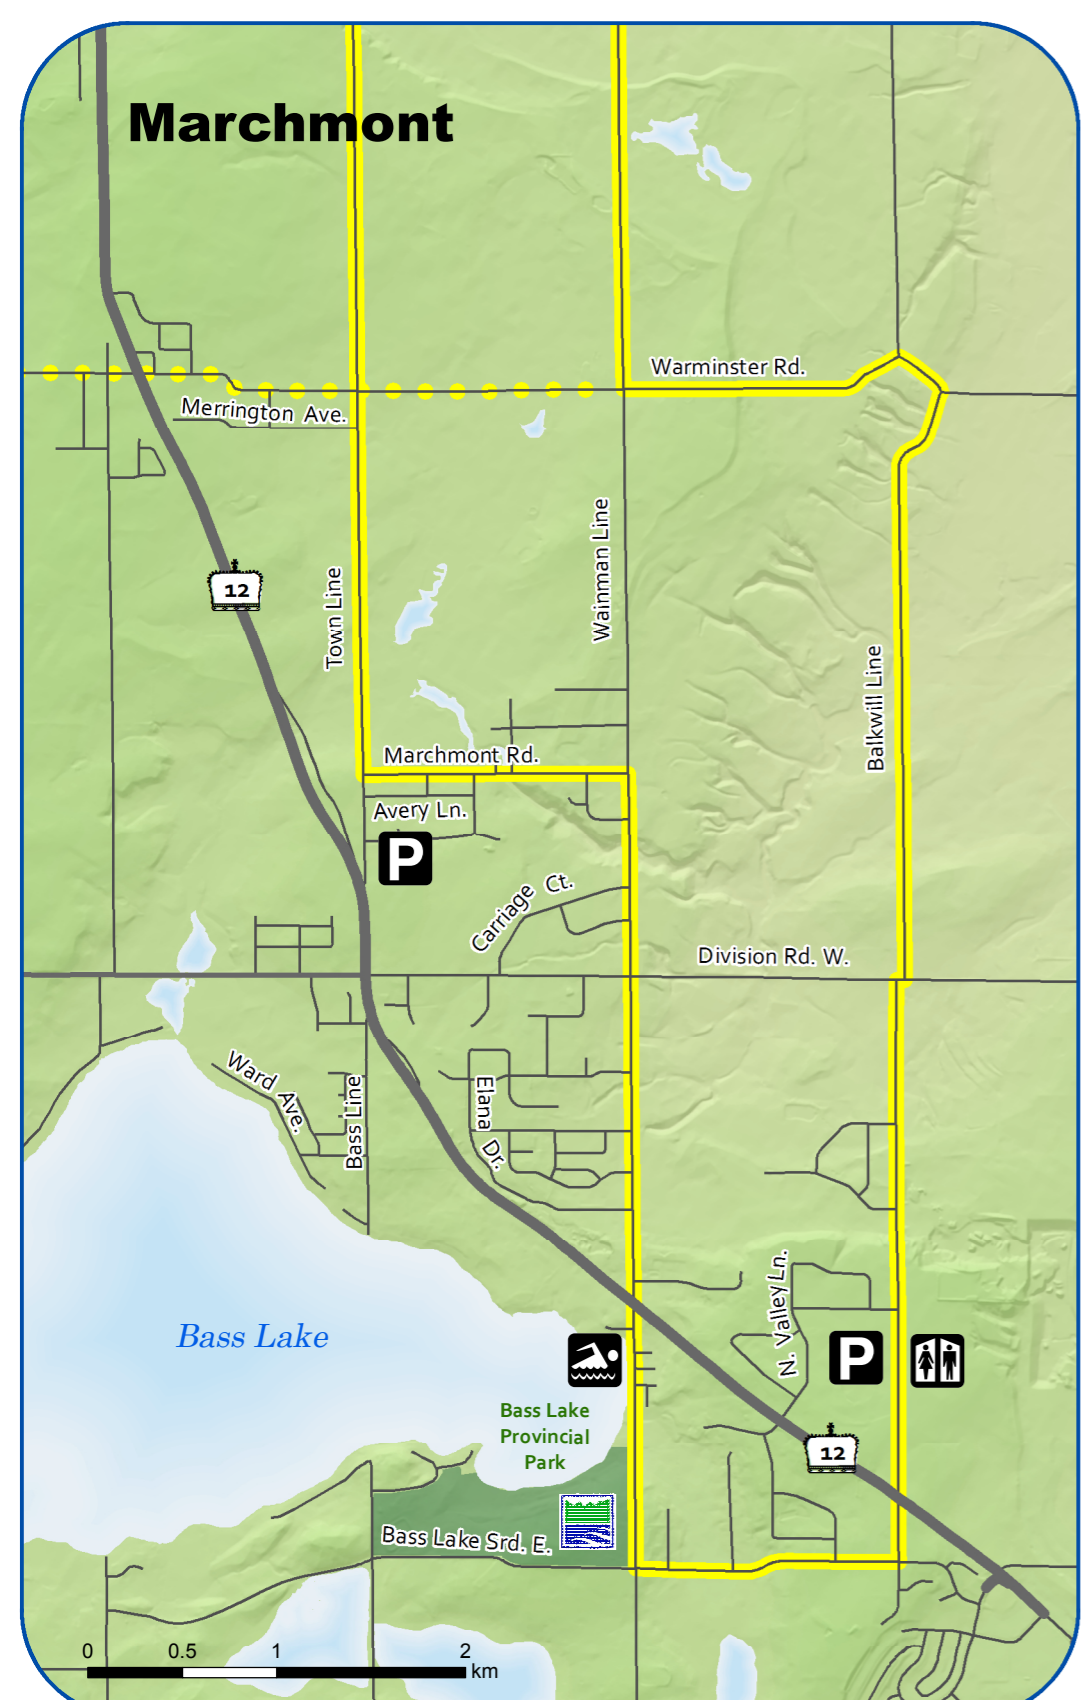 Marchmont
Warminster Rd.
Merrington Ave.
Wainman Line
12
Town Line
Balkwill Line
Marchmont Rd.
Avery Ln.
P
Carriage Ct.
Division Rd. W.
Ward Ave.
Bass Line
Elana Dr.
N. Valley Ln.
Bass Lake
P
Bass Lake
Provincial
Park
12
Bass Lake Srd. E.
0 0.5 1 2
km